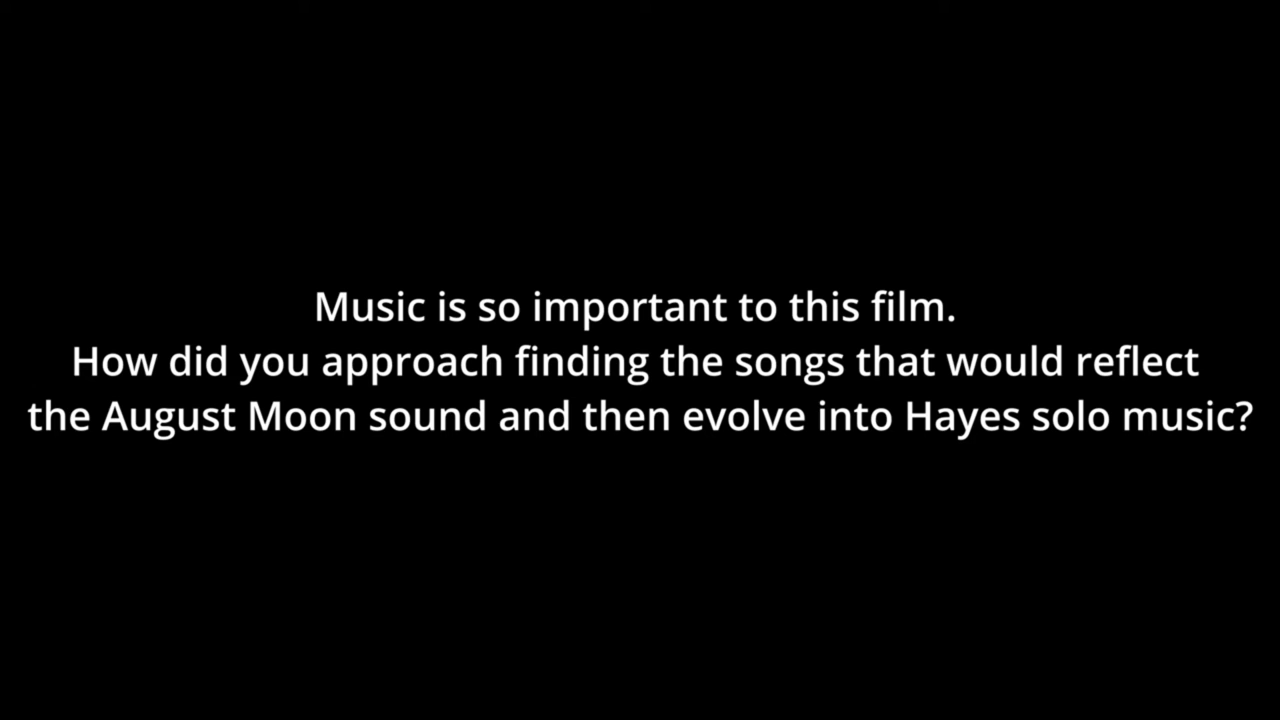 Music is so important to this film.
How did you approach finding the songs that would reflect
the August Moon sound and then evolve into Hayes solo music?